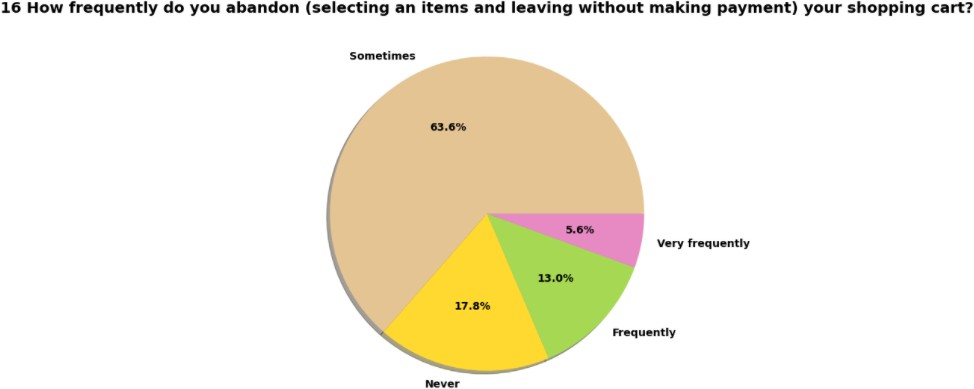 16 How frequently do you abandon (selecting an items and leaving without making payment) your shopping cart?
Sometimes
63.6%
5.6%
Very frequently
13.0%
17.8%
Frequently
Never